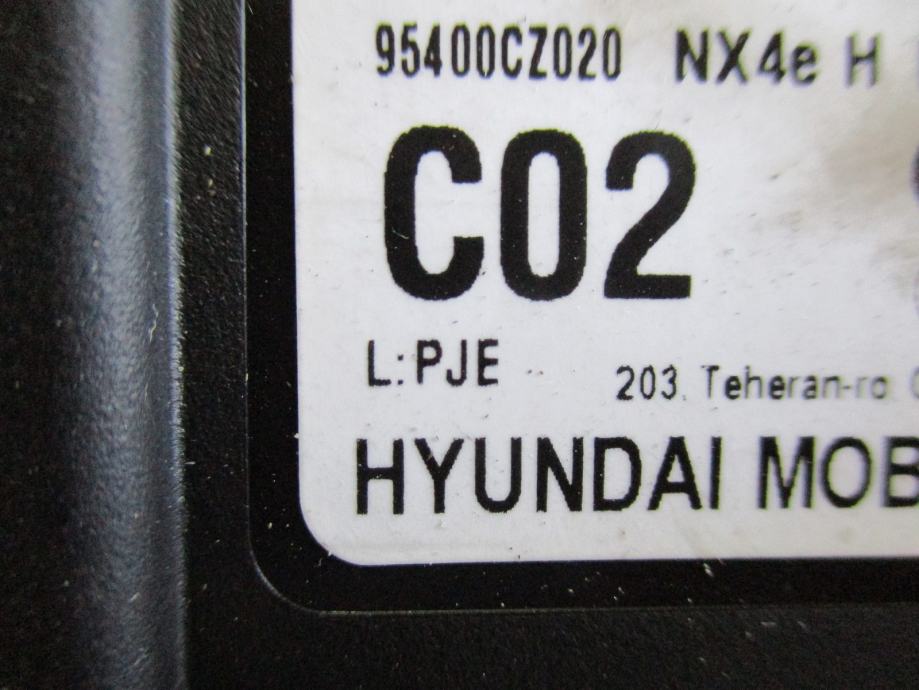 95400CZ020 NX4e H
C02
L:PJE
203, Teheran-ro
HYUNDAI MOB